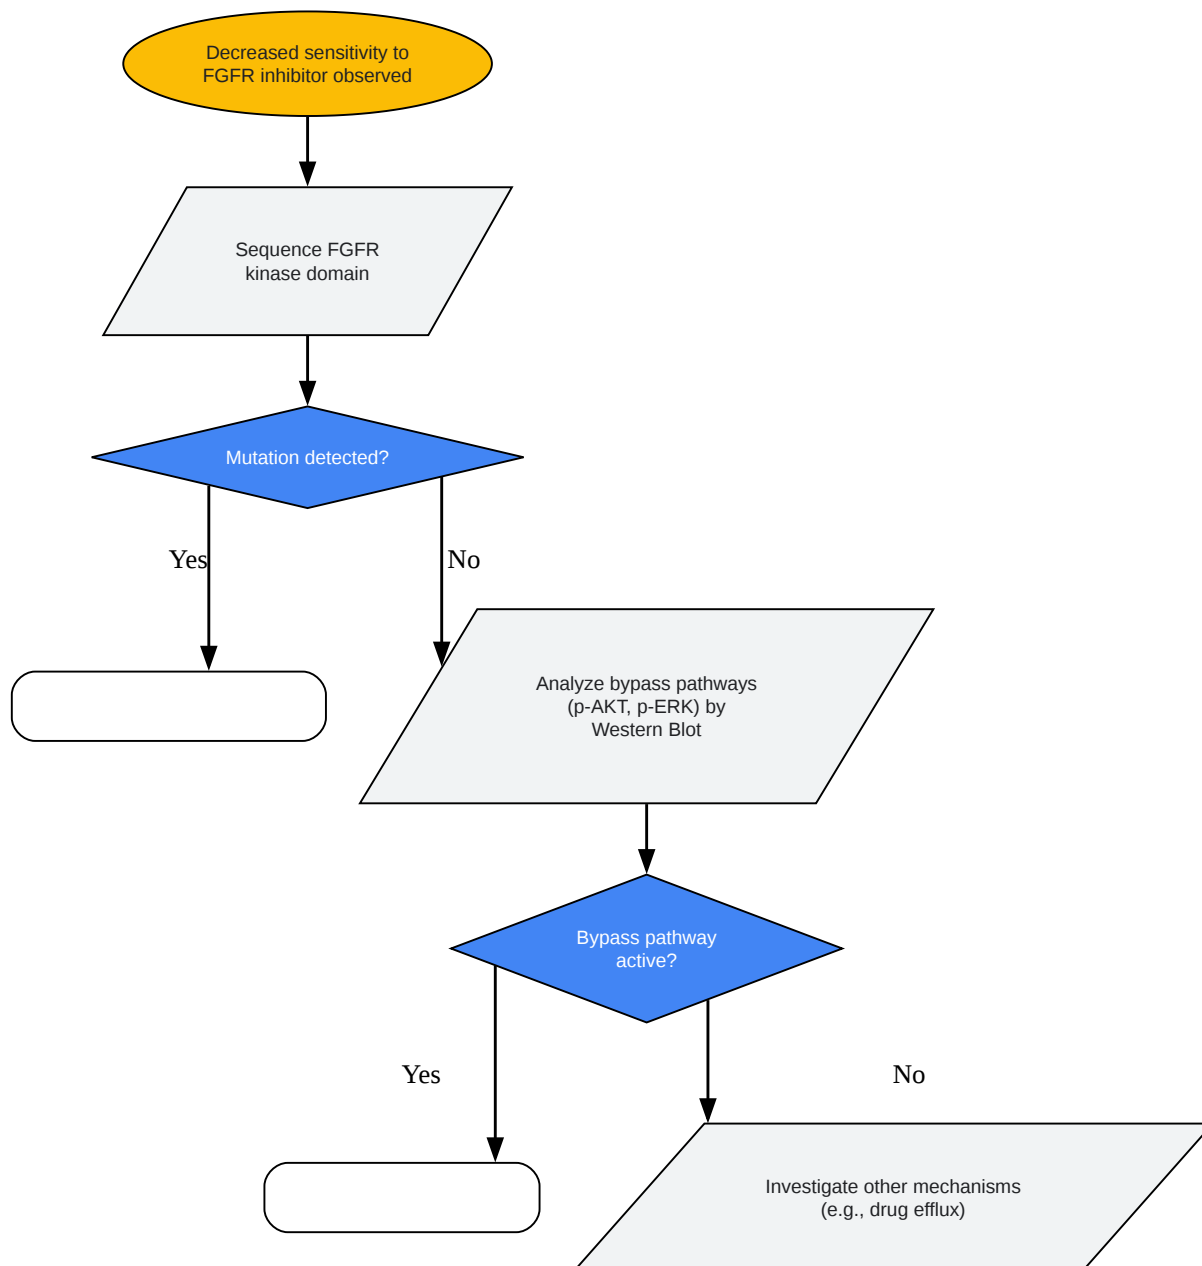 Decreased sensitivity to
FGFR inhibitor observed
Sequence FGFR
kinase domain
Mutation detected?
Yes
No
Analyze bypass pathways
(p-AKT, p-ERK) by
Western Blot
Bypass pathway
active?
Yes
No
Investigate other mechanisms
(e.g., drug efflux)